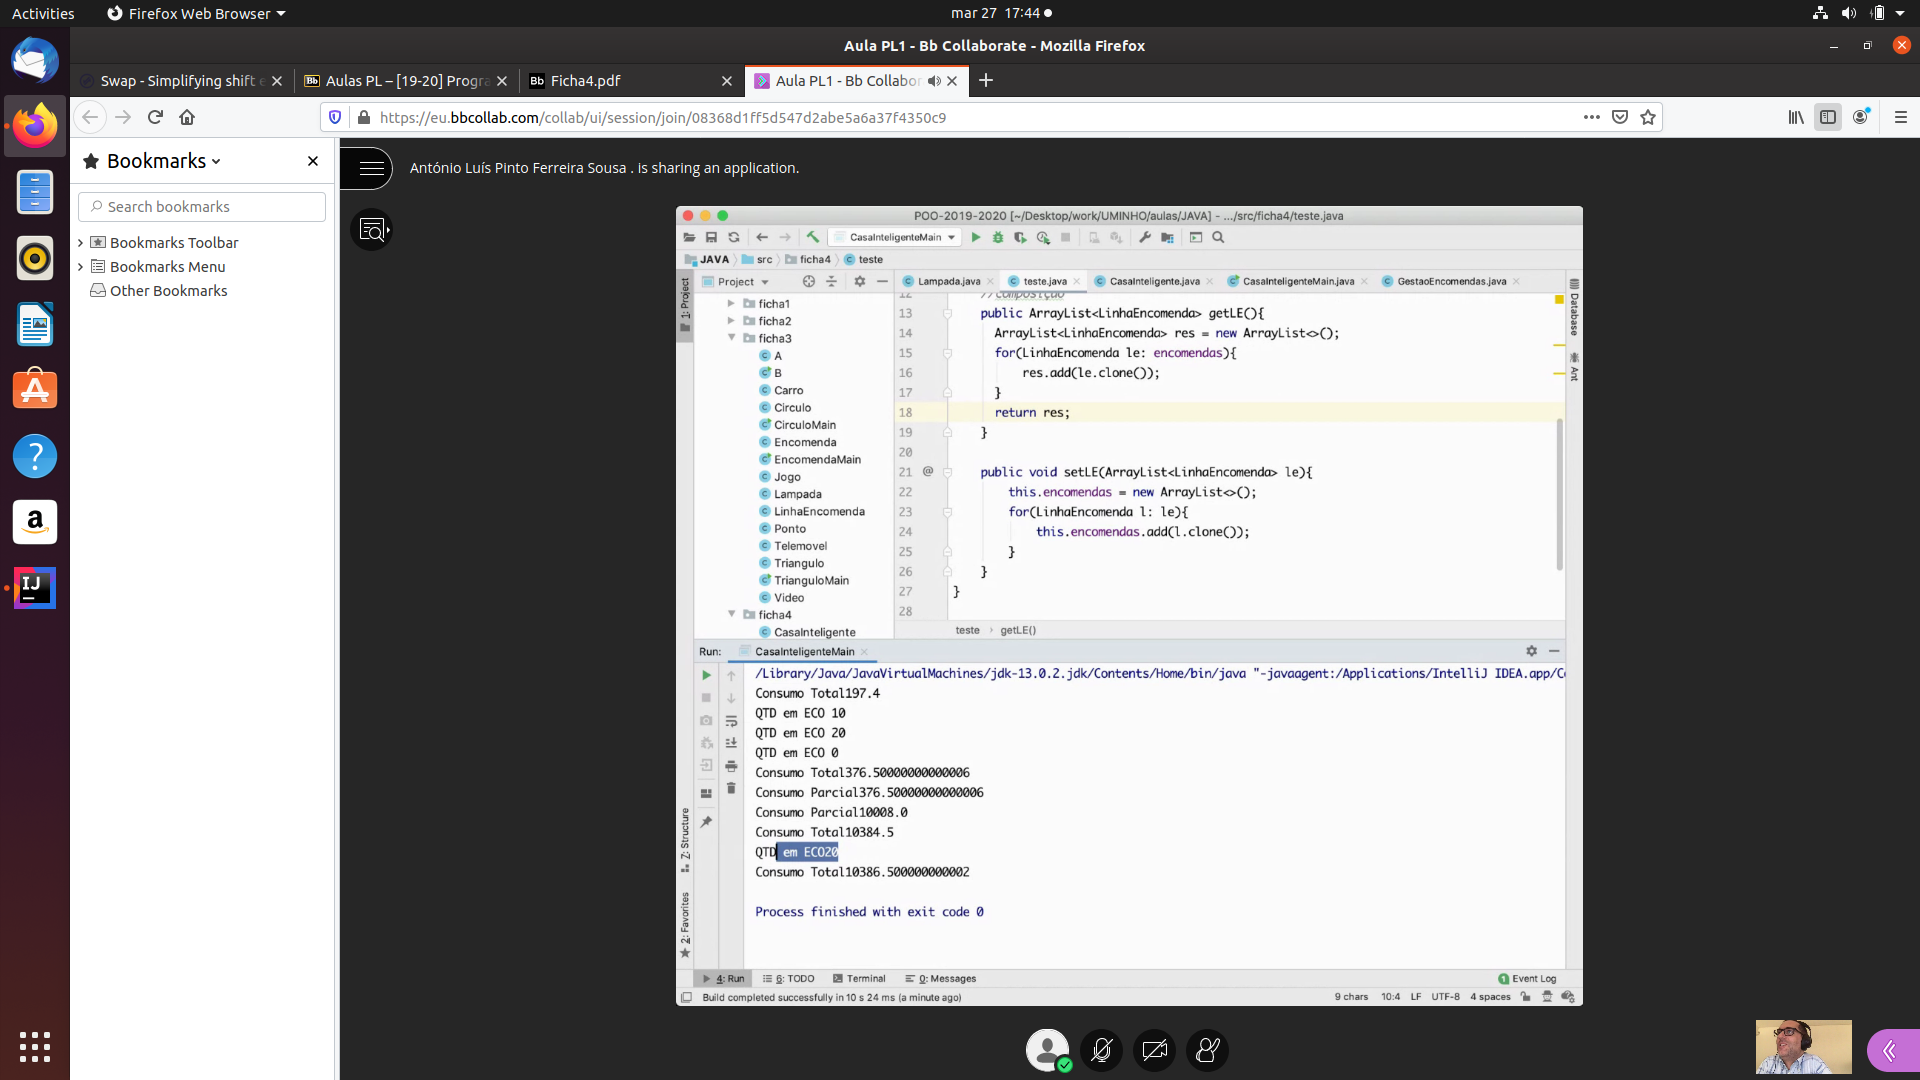 Activities
Firefox Web Browser
mar 27 17:44
Aula PL1 - Bb Collaborate - Mozilla Firefox
Swap - Simplifying shift
Bb Aulas PL – [19-20] Progra
Bb Ficha4.pdf
Aula PL1 - Bb Collabor
https://eu.bbcollab.com/collab/ui/session/join/08368d1ff5d547d2abe5a6a37f4350c9
Bookmarks
Search bookmarks
Bookmarks Toolbar
Bookmarks Menu
Other Bookmarks
António Luís Pinto Ferreira Sousa . is sharing an application.
POO-2019-2020 [~/Desktop/work/UMINHO/aulas/JAVA] - .../src/ficha4/teste.java
CasaInteligenteMain
JAVA src ficha4 teste
1: Project
Project
Lampada.java teste.java CasaInteligente.java CasaInteligenteMain.java GestaoEncomendas.java
Database
Ant
ficha1
ficha2
ficha3
A
B
Carro
Circulo
CirculoMain
Encomenda
EncomendaMain
Jogo
Lampada
LinhaEncomenda
Ponto
Telemovel
Triangulo
TrianguloMain
Video
ficha4
CasaInteligente
12 //composição
13 public ArrayList<LinhaEncomenda> getLE(){
14 ArrayList<LinhaEncomenda> res = new ArrayList<>();
15 for(LinhaEncomenda le: encomendas){
16 res.add(le.clone());
17 }
18 return res;
19 }
20
21 @ public void setLE(ArrayList<LinhaEncomenda> le){
22 this.encomendas = new ArrayList<>();
23 for(LinhaEncomenda l: le){
24 this.encomendas.add(l.clone());
25 }
26 }
27 }
28
teste › getLE()
Run: CasaInteligenteMain
/Library/Java/JavaVirtualMachines/jdk-13.0.2.jdk/Contents/Home/bin/java "-javaagent:/Applications/IntelliJ IDEA.app/Co
Consumo Total197.4
QTD em ECO 10
QTD em ECO 20
QTD em ECO 0
Consumo Total376.50000000000006
Consumo Parcial376.50000000000006
Consumo Parcial10008.0
Consumo Total10384.5
QTD em ECO20
Consumo Total10386.500000000002
Process finished with exit code 0
Z: Structure
2: Favorites
4: Run 6: TODO Terminal 0: Messages
1 Event Log
Build completed successfully in 10 s 24 ms (a minute ago)
9 chars 10:4 LF UTF-8 4 spaces